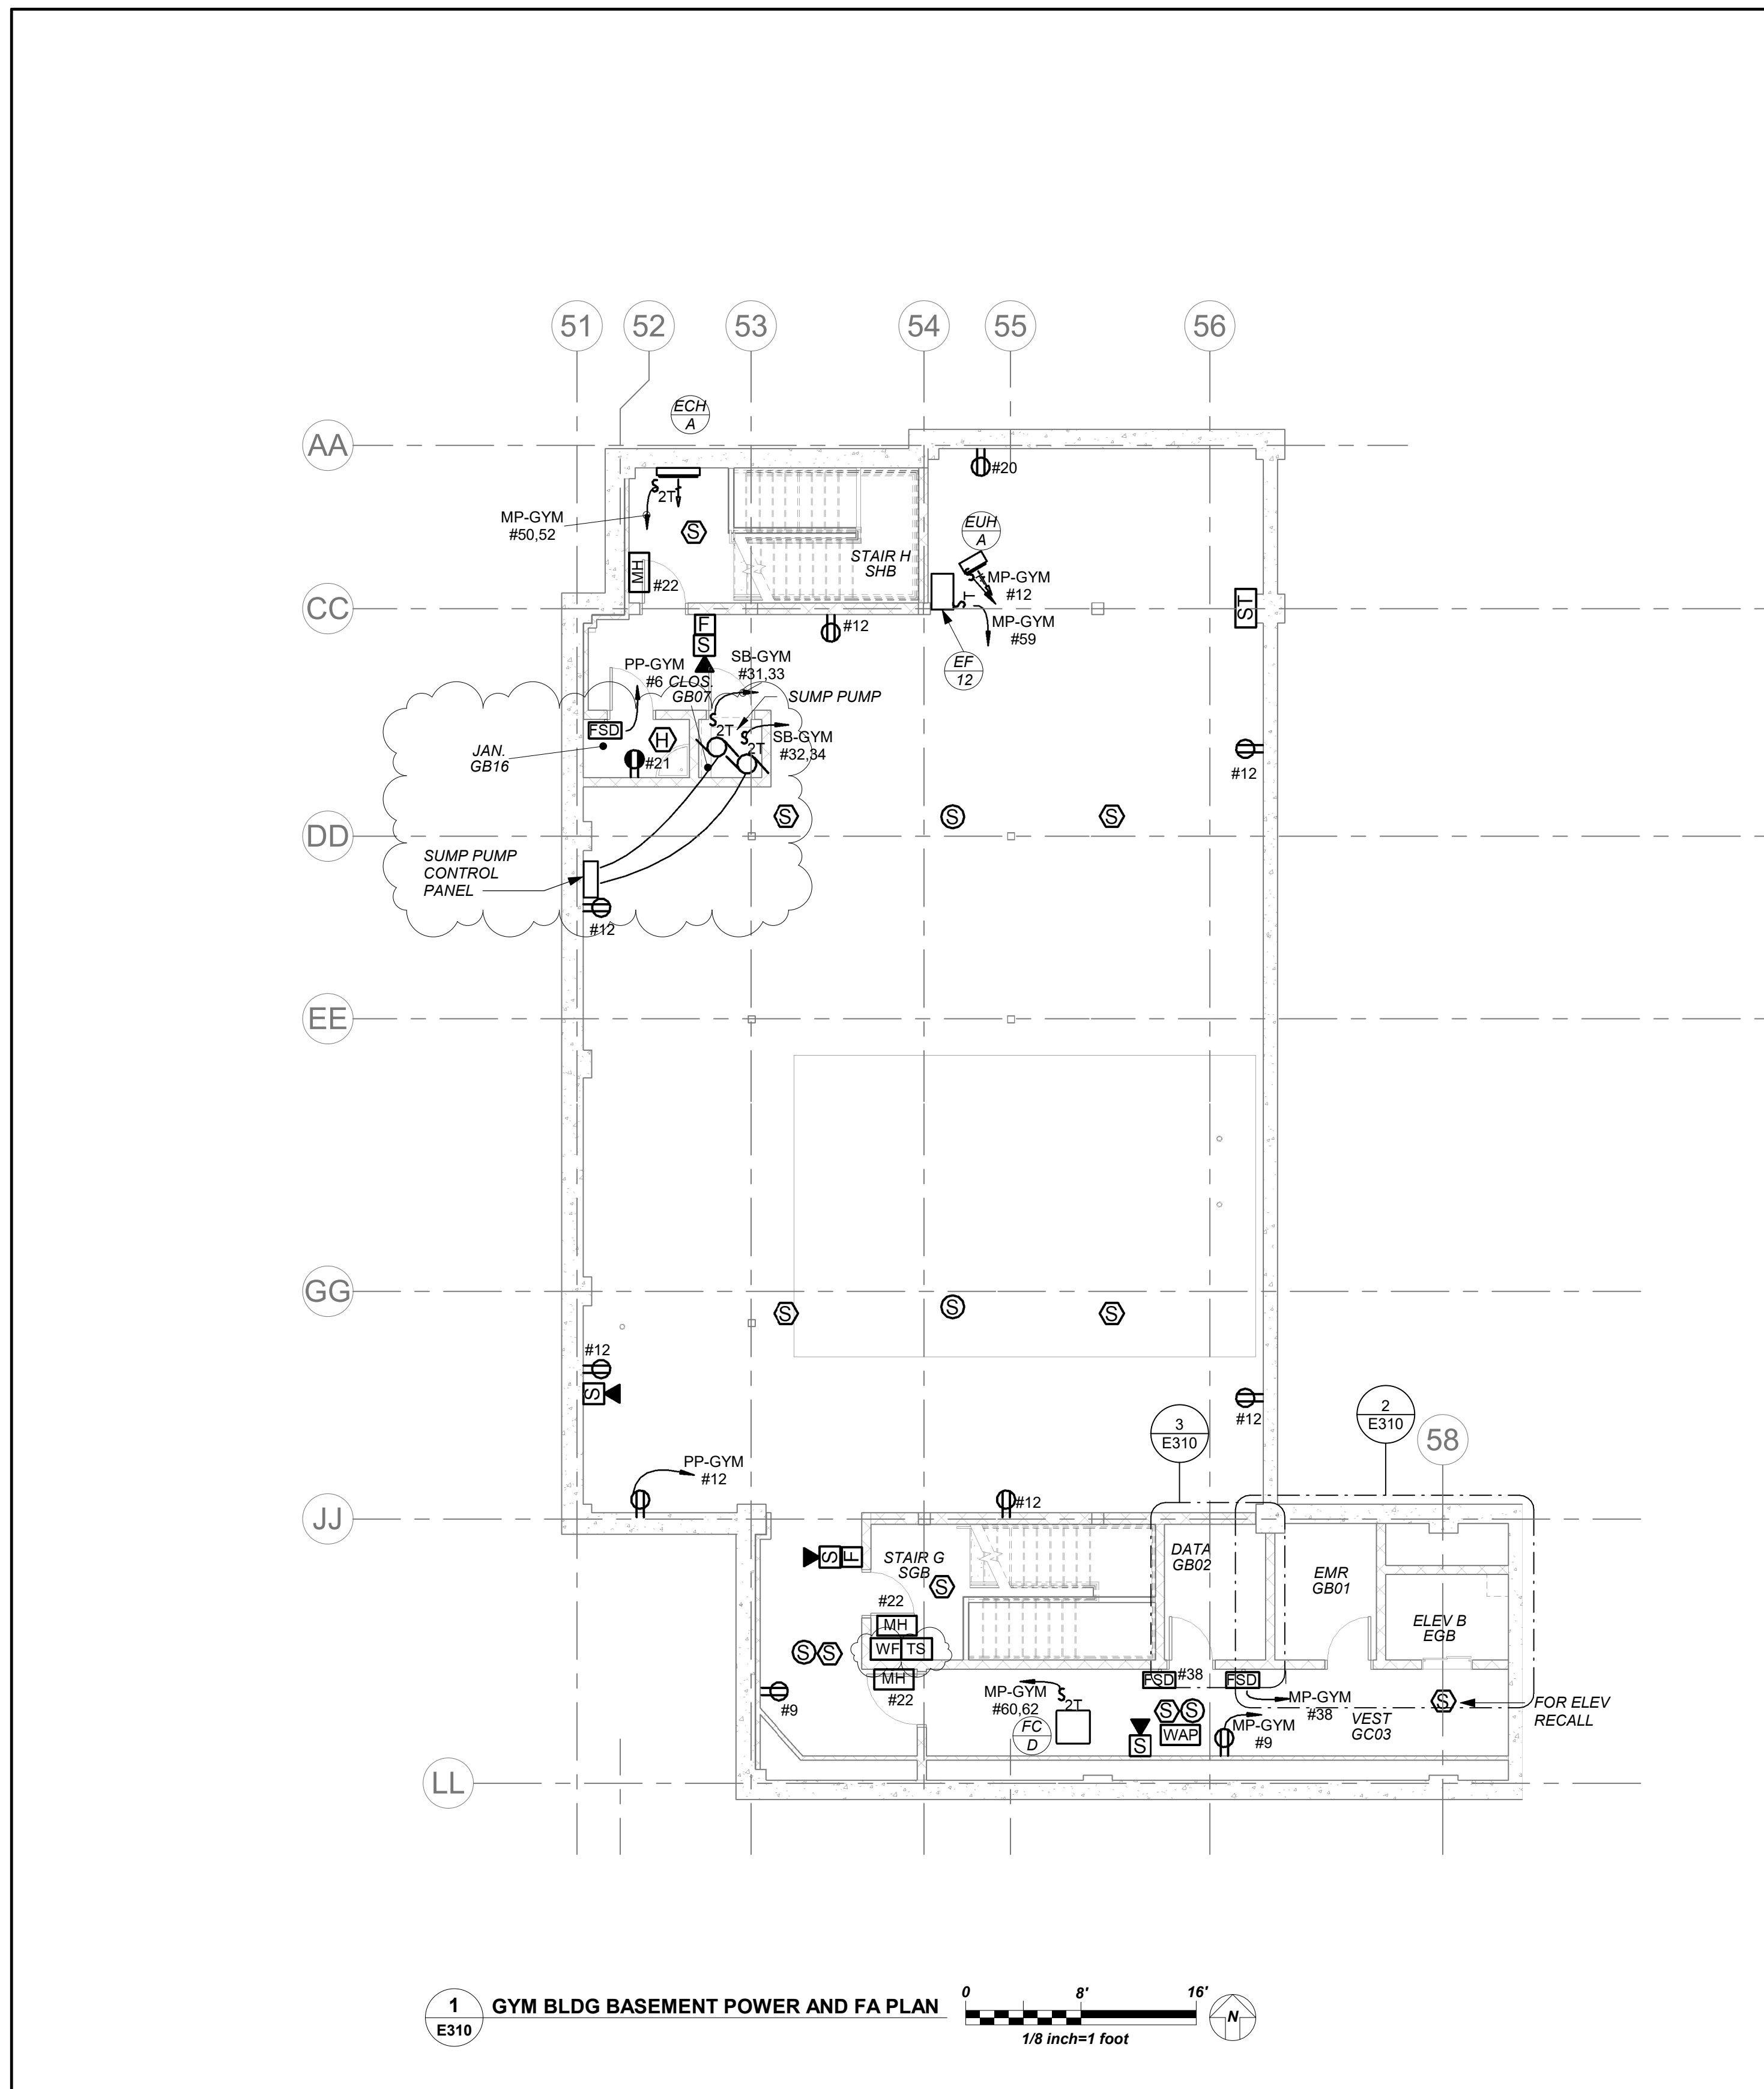 51
52
53
54
55
56
ECH
A
AA
#20
2T
MP-GYM
#50,52
S
EUH
A
STAIR H
SHB
MH
#22
MP-GYM
#12
T
CC
ST
F
S
#12
MP-GYM
#59
PP-GYM
#6
CLOS.
GB07
SB-GYM
#31,33
EF
12
SUMP PUMP
FSD
H
2T
2T
SB-GYM
#32,34
JAN.
GB16
#21
#12
S
S
S
DD
SUMP PUMP
CONTROL
PANEL
#12
EE
GG
S
S
S
#12
S
#12
3
E310
2
E310
58
PP-GYM
#12
#12
JJ
S
F
STAIR G
SGB
S
DATA
GB02
EMR
GB01
#22
MH
ELEV B
EGB
WF
TS
S
S
MH
#22
FSD
#38
FSD
#9
MP-GYM
#60,62
2T
S
S
MP-GYM
#38
S
FOR ELEV
RECALL
FC
D
S
WAP
MP-GYM
#9
VEST
GC03
LL
1
E310
GYM BLDG BASEMENT POWER AND FA PLAN
0
8'
16'
1/8 inch=1 foot
N